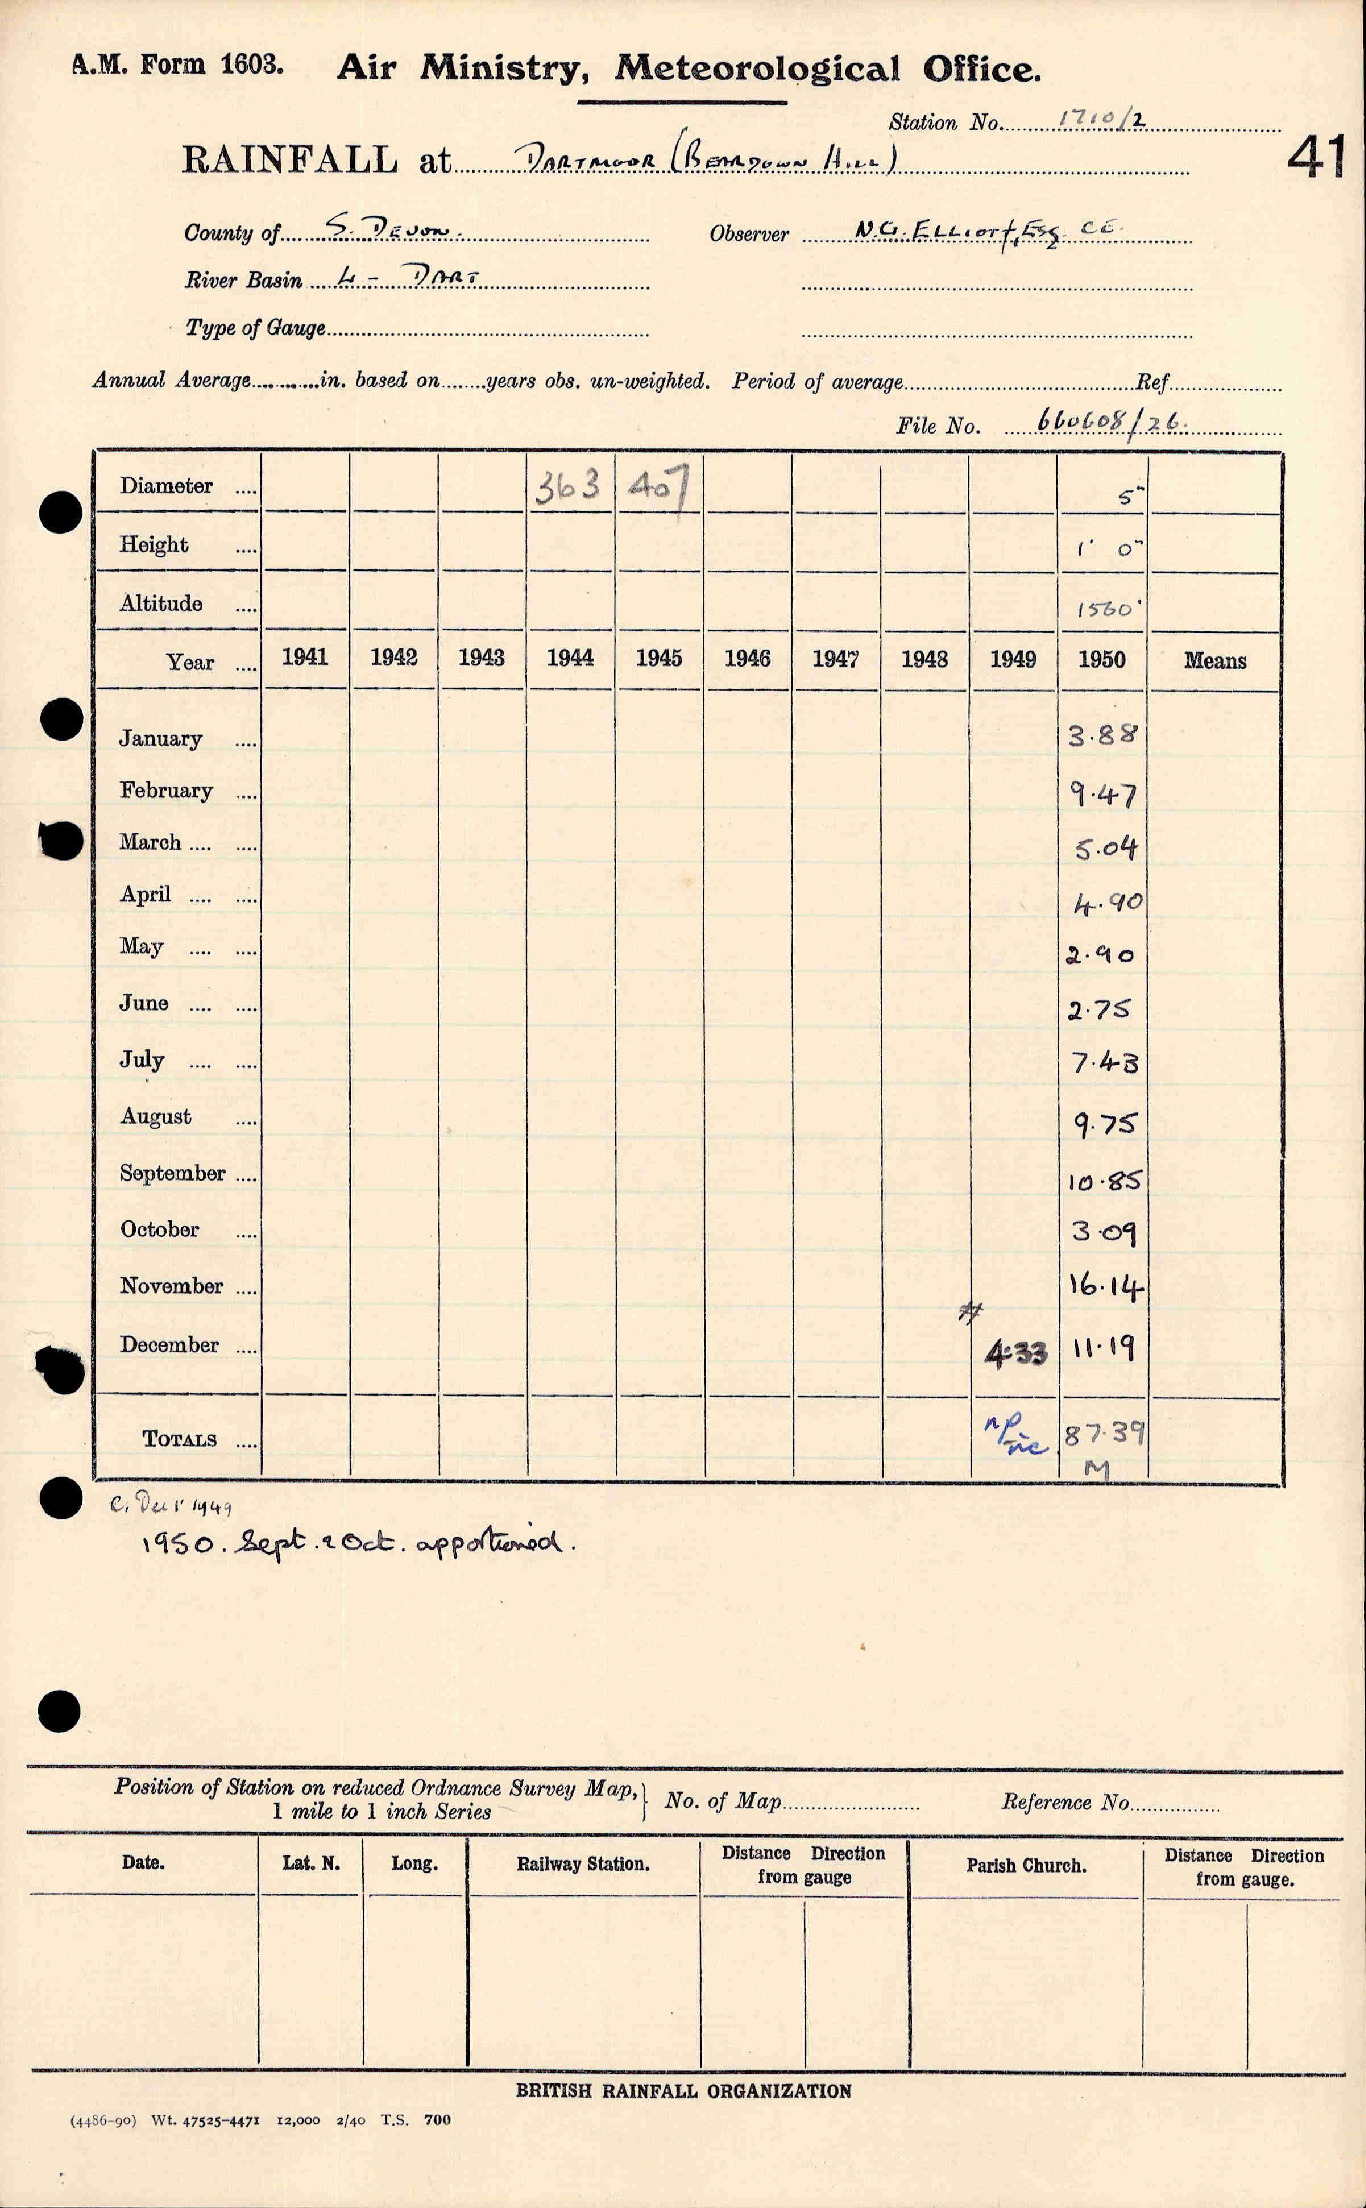 A.M. Form 1603. Air Ministry, Meteorological Office.
Station No. 1710/2
RAINFALL at DARTMOOR (BEARDOWN HILL)
41
County of S. DEVON. Observer N.G. ELLIOTT, Esq. C.E.
River Basin 4 - DART
Type of Gauge
Annual Average in. based on years obs. un-weighted. Period of average Ref.
File No. 660608/26.
Diameter .... 363 407 5"
Height .... 1' 0"
Altitude .... 1560'
Year .... 1941 1942 1943 1944 1945 1946 1947 1948 1949 1950 Means
January .... 3.88
February .... 9.47
March .... .... 5.04
April .... .... 4.90
May .... .... 2.90
June .... .... 2.75
July .... .... 7.43
August .... 9.75
September .... 10.85
October .... 3.09
November .... 16.14
December .... 4.33 11.19
TOTALS .... 87.39
M
C. Dec 1' 1949
1950. Sept. & Oct. apportioned.
Position of Station on reduced Ordnance Survey Map, 
1 mile to 1 inch Series
No. of Map Reference No.
Date. Lat. N. Long. Railway Station. Distance Direction from gauge Parish Church. Distance Direction from gauge.
BRITISH RAINFALL ORGANIZATION
(4486-90) Wt. 47525-4471 12,000 2/40 T.S. 700